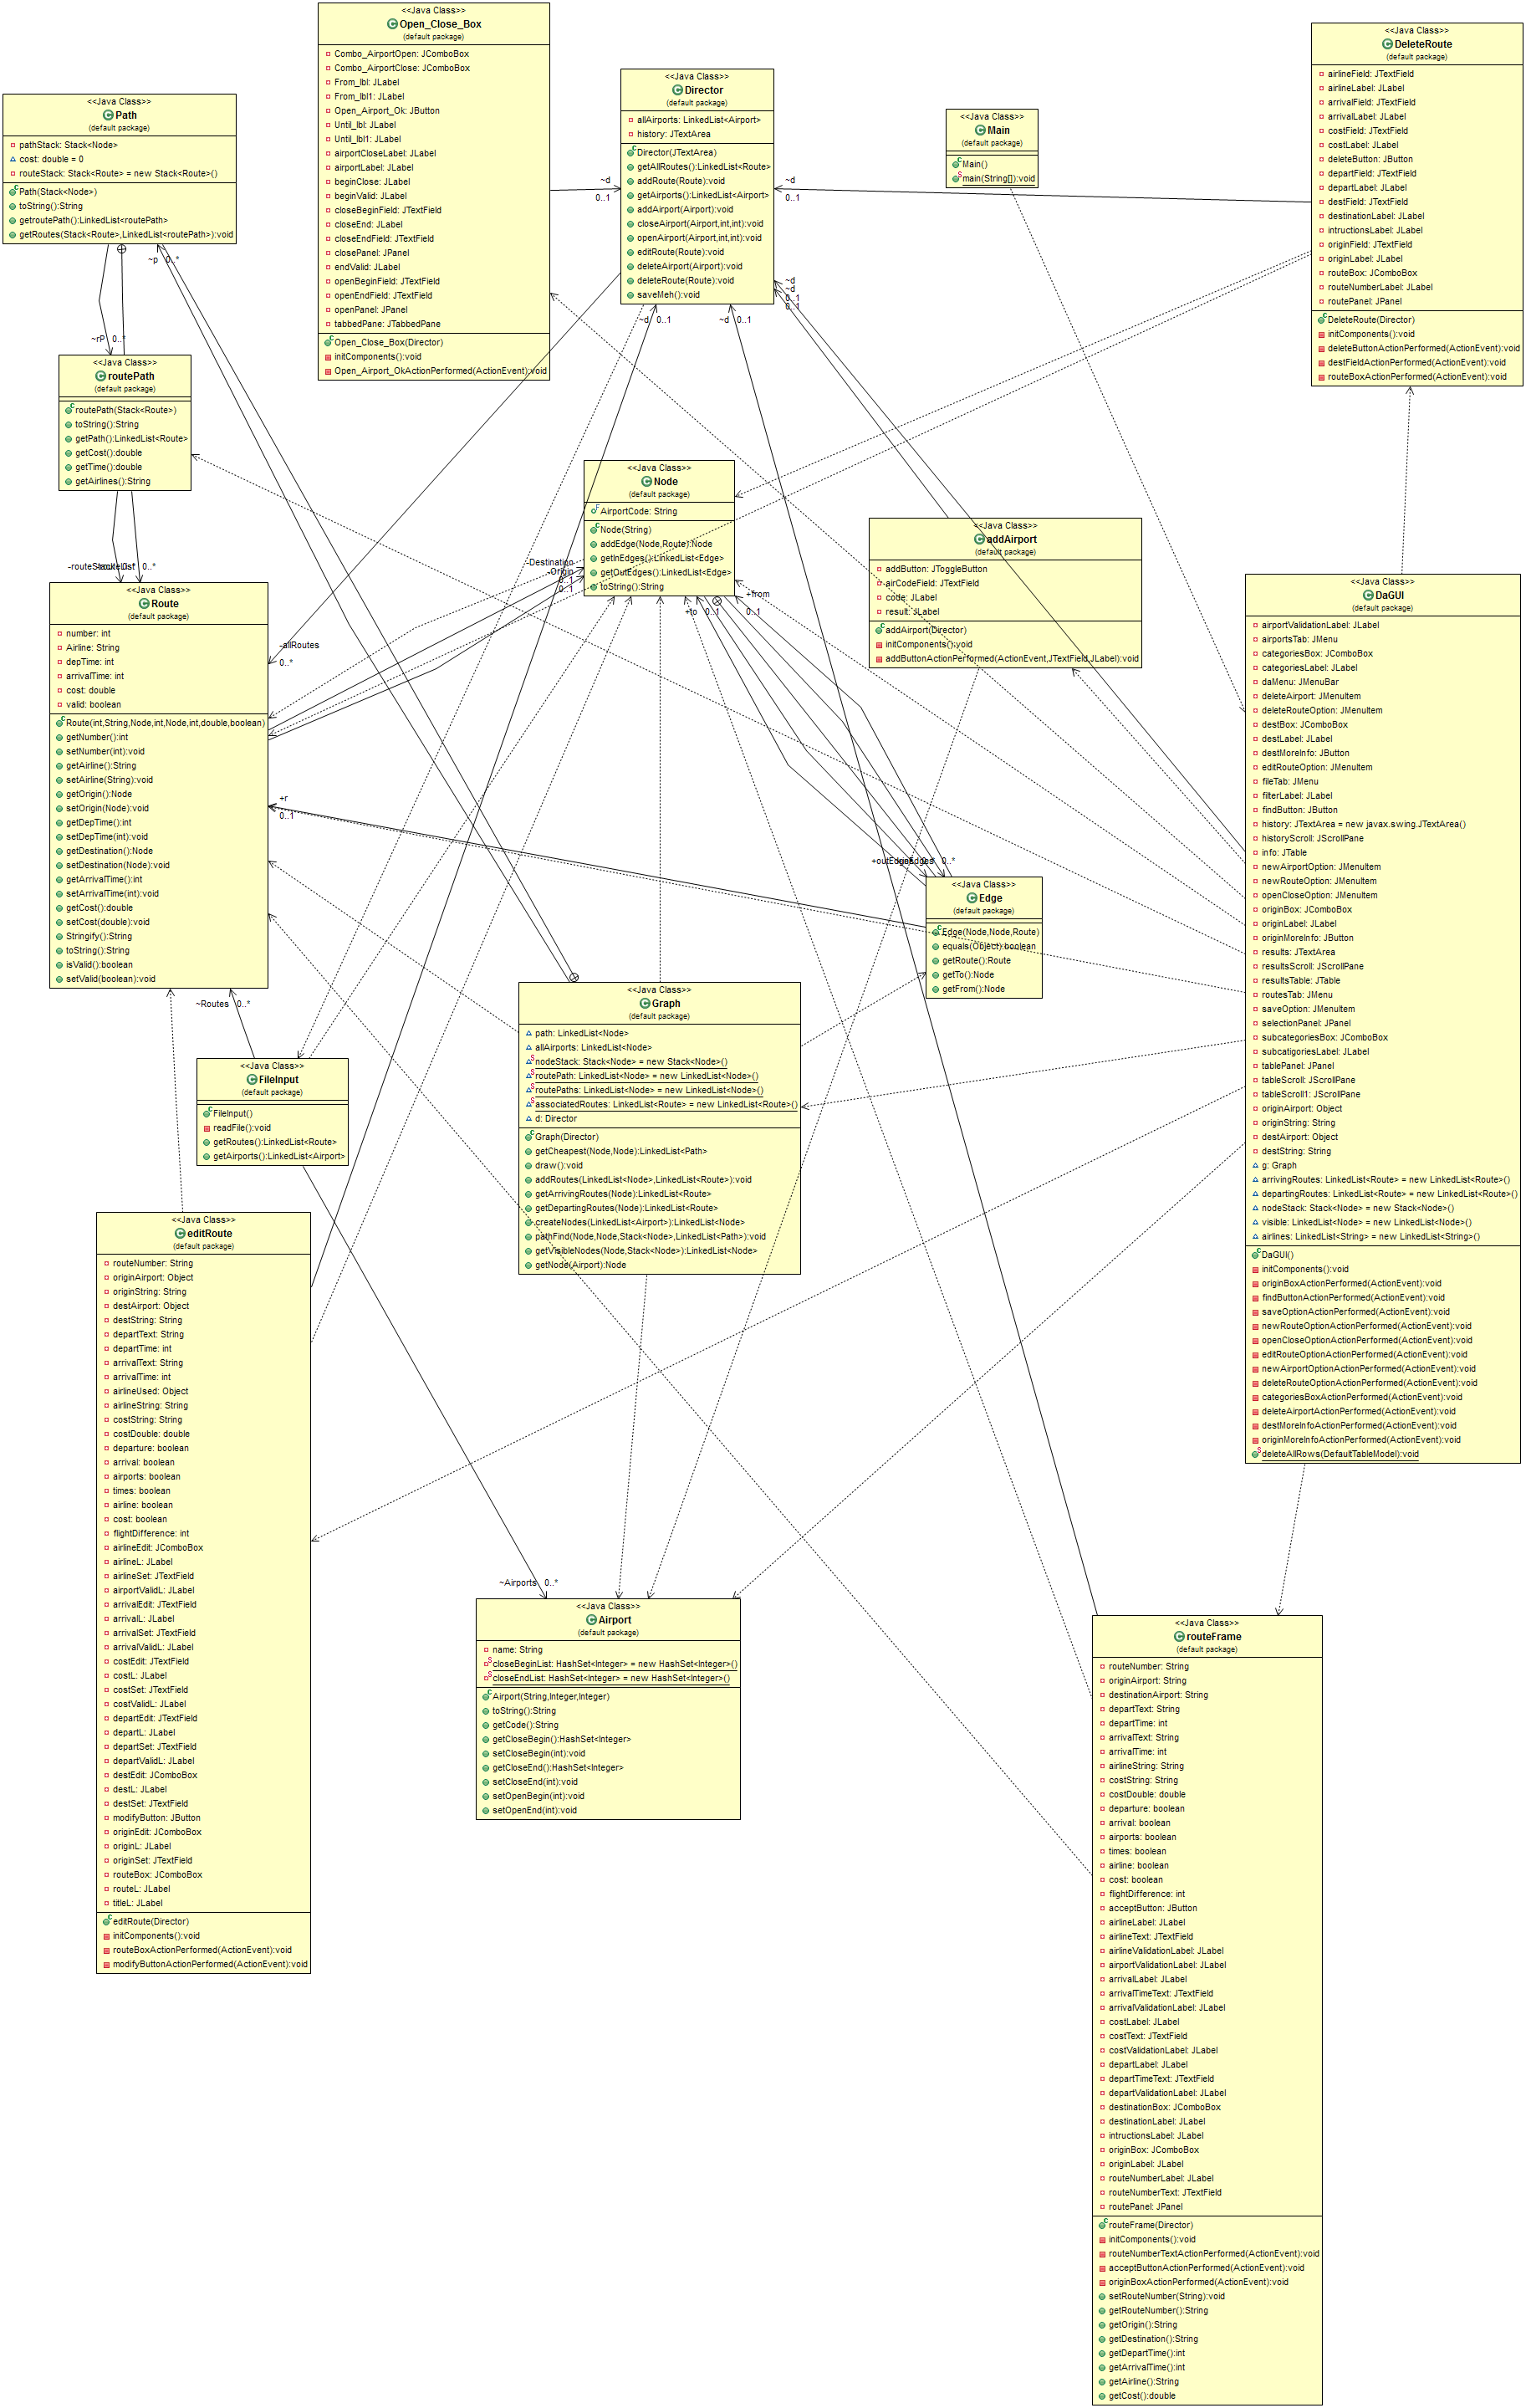 <<Java Class>>
Open_Close_Box
(default package)
Combo_AirportOpen: JComboBox
Combo_AirportClose: JComboBox
From_lbl: JLabel
From_lbl1: JLabel
Open_Airport_Ok: JButton
Until_lbl: JLabel
Until_lbl1: JLabel
airportCloseLabel: JLabel
airportLabel: JLabel
beginClose: JLabel
beginValid: JLabel
closeBeginField: JTextField
closeEnd: JLabel
closeEndField: JTextField
closePanel: JPanel
endValid: JLabel
openBeginField: JTextField
openEndField: JTextField
openPanel: JPanel
tabbedPane: JTabbedPane
Open_Close_Box(Director)
initComponents():void
Open_Airport_OkActionPerformed(ActionEvent):void
<<Java Class>>
DeleteRoute
(default package)
airlineField: JTextField
airlineLabel: JLabel
arrivalField: JTextField
arrivalLabel: JLabel
costField: JTextField
costLabel: JLabel
deleteButton: JButton
departField: JTextField
departLabel: JLabel
destField: JTextField
destinationLabel: JLabel
intructionsLabel: JLabel
originField: JTextField
originLabel: JLabel
routeBox: JComboBox
routeNumberLabel: JLabel
routePanel: JPanel
DeleteRoute(Director)
initComponents():void
deleteButtonActionPerformed(ActionEvent):void
destFieldActionPerformed(ActionEvent):void
routeBoxActionPerformed(ActionEvent):void
<<Java Class>>
Director
(default package)
allAirports: LinkedList<Airport>
history: JTextArea
Director(JTextArea)
getAllRoutes():LinkedList<Route>
addRoute(Route):void
getAirports():LinkedList<Airport>
addAirport(Airport):void
closeAirport(Airport,int,int):void
openAirport(Airport,int,int):void
editRoute(Route):void
deleteAirport(Airport):void
deleteRoute(Route):void
saveMeh():void
<<Java Class>>
Path
(default package)
pathStack: Stack<Node>
cost: double = 0
routeStack: Stack<Route> = new Stack<Route>()
Path(Stack<Node>)
toString():String
getroutePath():LinkedList<routePath>
getRoutes(Stack<Route>,LinkedList<routePath>):void
<<Java Class>>
Main
(default package)
Main()
main(String[]):void
~d
0..1
~d
0..1
~p 0..*
~d
~d
0..1
0..1
~d 0..1
~d 0..1
~rP 0..*
<<Java Class>>
routePath
(default package)
routePath(Stack<Route>)
toString():String
getPath():LinkedList<Route>
getCost():double
getTime():double
getAirlines():String
<<Java Class>>
Node
(default package)
AirportCode: String
Node(String)
addEdge(Node,Route):Node
getInEdges():LinkedList<Edge>
getOutEdges():LinkedList<Edge>
toString():String
<<Java Class>>
addAirport
(default package)
addButton: JToggleButton
airCodeField: JTextField
code: JLabel
result: JLabel
addAirport(Director)
initComponents():void
addButtonActionPerformed(ActionEvent,JTextField,JLabel):void
0..*
-Destination
-Origin
0..1
0..1
+to 0..1
+from
0..1
<<Java Class>>
Route
(default package)
number: int
Airline: String
depTime: int
arrivalTime: int
cost: double
valid: boolean
Route(int,String,Node,int,Node,int,double,boolean)
getNumber():int
setNumber(int):void
getAirline():String
setAirline(String):void
getOrigin():Node
setOrigin(Node):void
getDepTime():int
setDepTime(int):void
getDestination():Node
setDestination(Node):void
getArrivalTime():int
setArrivalTime(int):void
getCost():double
setCost(double):void
Stringify():String
toString():String
isValid():boolean
setValid(boolean):void
-allRoutes
0..*
+r
0..1
<<Java Class>>
DaGUI
(default package)
airportValidationLabel: JLabel
airportsTab: JMenu
categoriesBox: JComboBox
categoriesLabel: JLabel
daMenu: JMenuBar
deleteAirport: JMenuItem
deleteRouteOption: JMenuItem
destBox: JComboBox
destLabel: JLabel
destMoreInfo: JButton
editRouteOption: JMenuItem
fileTab: JMenu
filterLabel: JLabel
findButton: JButton
history: JTextArea = new javax.swing.JTextArea()
historyScroll: JScrollPane
info: JTable
newAirportOption: JMenuItem
newRouteOption: JMenuItem
openCloseOption: JMenuItem
originBox: JComboBox
originLabel: JLabel
originMoreInfo: JButton
results: JTextArea
resultsScroll: JScrollPane
resultsTable: JTable
routesTab: JMenu
saveOption: JMenuItem
selectionPanel: JPanel
subcategoriesBox: JComboBox
subcatigoriesLabel: JLabel
tablePanel: JPanel
tableScroll: JScrollPane
tableScroll1: JScrollPane
originAirport: Object
originString: String
destAirport: Object
destString: String
g: Graph
arrivingRoutes: LinkedList<Route> = new LinkedList<Route>()
departingRoutes: LinkedList<Route> = new LinkedList<Route>()
nodeStack: Stack<Node> = new Stack<Node>()
visible: LinkedList<Node> = new LinkedList<Node>()
airlines: LinkedList<String> = new LinkedList<String>()
DaGUI()
initComponents():void
originBoxActionPerformed(ActionEvent):void
findButtonActionPerformed(ActionEvent):void
saveOptionActionPerformed(ActionEvent):void
newRouteOptionActionPerformed(ActionEvent):void
openCloseOptionActionPerformed(ActionEvent):void
editRouteOptionActionPerformed(ActionEvent):void
newAirportOptionActionPerformed(ActionEvent):void
deleteRouteOptionActionPerformed(ActionEvent):void
categoriesBoxActionPerformed(ActionEvent):void
deleteAirportActionPerformed(ActionEvent):void
destMoreInfoActionPerformed(ActionEvent):void
originMoreInfoActionPerformed(ActionEvent):void
deleteAllRows(DefaultTableModel):void
0..*
<<Java Class>>
Edge
(default package)
Edge(Node,Node,Route)
equals(Object):boolean
getRoute():Route
getTo():Node
getFrom():Node
~Routes 0..*
<<Java Class>>
Graph
(default package)
path: LinkedList<Node>
allAirports: LinkedList<Node>
nodeStack: Stack<Node> = new Stack<Node>()
routePath: LinkedList<Node> = new LinkedList<Node>()
routePaths: LinkedList<Node> = new LinkedList<Node>()
associatedRoutes: LinkedList<Route> = new LinkedList<Route>()
d: Director
Graph(Director)
getCheapest(Node,Node):LinkedList<Path>
draw():void
addRoutes(LinkedList<Node>,LinkedList<Route>):void
getArrivingRoutes(Node):LinkedList<Route>
getDepartingRoutes(Node):LinkedList<Route>
createNodes(LinkedList<Airport>):LinkedList<Node>
pathFind(Node,Node,Stack<Node>,LinkedList<Path>):void
getVisibleNodes(Node,Stack<Node>):LinkedList<Node>
getNode(Airport):Node
<<Java Class>>
FileInput
(default package)
FileInput()
readFile():void
getRoutes():LinkedList<Route>
getAirports():LinkedList<Airport>
<<Java Class>>
editRoute
(default package)
routeNumber: String
originAirport: Object
originString: String
destAirport: Object
destString: String
departText: String
departTime: int
arrivalText: String
arrivalTime: int
airlineUsed: Object
airlineString: String
costString: String
costDouble: double
departure: boolean
arrival: boolean
airports: boolean
times: boolean
airline: boolean
cost: boolean
flightDifference: int
airlineEdit: JComboBox
airlineL: JLabel
airlineSet: JTextField
airportValidL: JLabel
arrivalEdit: JTextField
arrivalL: JLabel
arrivalSet: JTextField
arrivalValidL: JLabel
costEdit: JTextField
costL: JLabel
costSet: JTextField
costValidL: JLabel
departEdit: JTextField
departL: JLabel
departSet: JTextField
departValidL: JLabel
destEdit: JComboBox
destL: JLabel
destSet: JTextField
modifyButton: JButton
originEdit: JComboBox
originL: JLabel
originSet: JTextField
routeBox: JComboBox
routeL: JLabel
titleL: JLabel
editRoute(Director)
initComponents():void
routeBoxActionPerformed(ActionEvent):void
modifyButtonActionPerformed(ActionEvent):void
~Airports 0..*
<<Java Class>>
Airport
(default package)
name: String
closeBeginList: HashSet<Integer> = new HashSet<Integer>()
closeEndList: HashSet<Integer> = new HashSet<Integer>()
Airport(String,Integer,Integer)
toString():String
getCode():String
getCloseBegin():HashSet<Integer>
setCloseBegin(int):void
getCloseEnd():HashSet<Integer>
setCloseEnd(int):void
setOpenBegin(int):void
setOpenEnd(int):void
<<Java Class>>
routeFrame
(default package)
routeNumber: String
originAirport: String
destinationAirport: String
departText: String
departTime: int
arrivalText: String
arrivalTime: int
airlineString: String
costString: String
costDouble: double
departure: boolean
arrival: boolean
airports: boolean
times: boolean
airline: boolean
cost: boolean
flightDifference: int
acceptButton: JButton
airlineLabel: JLabel
airlineText: JTextField
airlineValidationLabel: JLabel
airportValidationLabel: JLabel
arrivalLabel: JLabel
arrivalTimeText: JTextField
arrivalValidationLabel: JLabel
costLabel: JLabel
costText: JTextField
costValidationLabel: JLabel
departLabel: JLabel
departTimeText: JTextField
departValidationLabel: JLabel
destinationBox: JComboBox
destinationLabel: JLabel
intructionsLabel: JLabel
originBox: JComboBox
originLabel: JLabel
routeNumberLabel: JLabel
routeNumberText: JTextField
routePanel: JPanel
routeFrame(Director)
initComponents():void
routeNumberTextActionPerformed(ActionEvent):void
acceptButtonActionPerformed(ActionEvent):void
originBoxActionPerformed(ActionEvent):void
setRouteNumber(String):void
getRouteNumber():String
getOrigin():String
getDestination():String
getDepartTime():int
getArrivalTime():int
getAirline():String
getCost():double